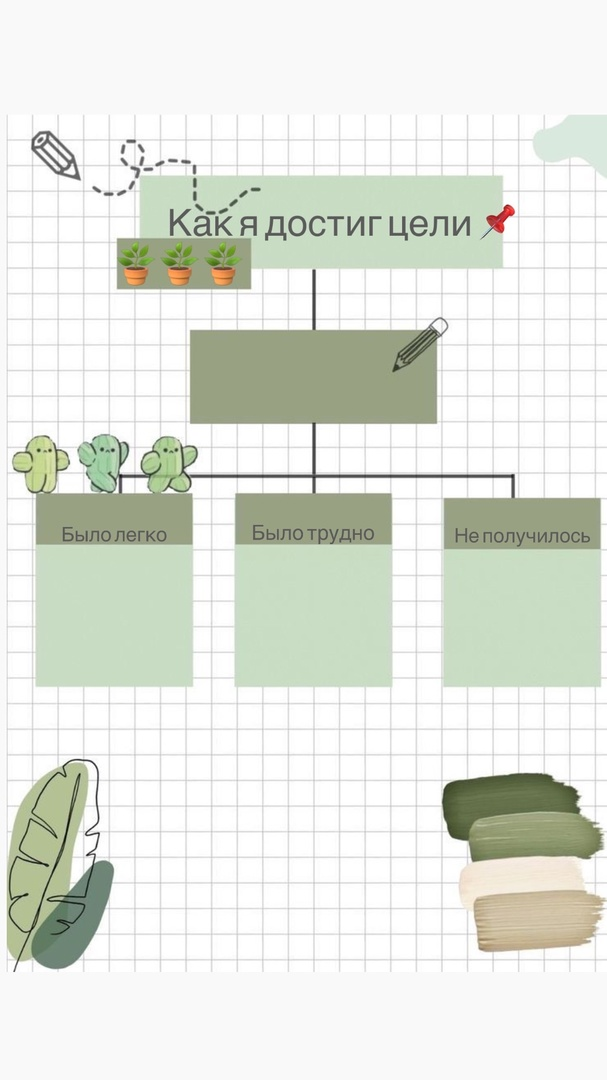 Как я достиг цели 📌
Было легко
Было трудно
Не получилось